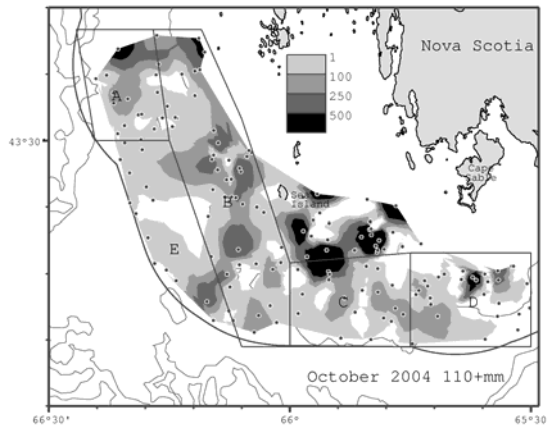 Nova Scotia
1
100
250
500
A
43°30
Cape
Sable
Island
B
E
C
D
October 2004 110+mm
66°30'
66°
65°30